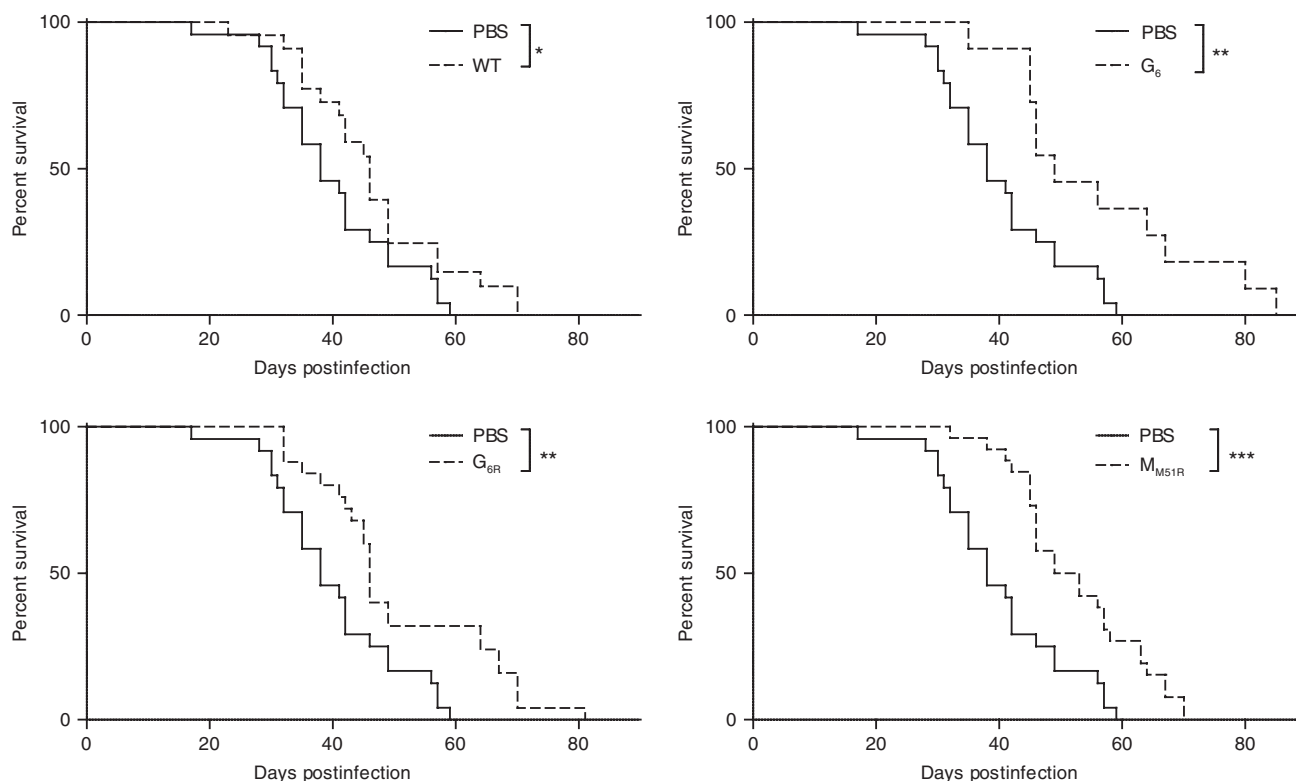 100
50
0
Percent survival
0 20 40 60 80
Days postinfection
PBS
WT
*
100
50
0
Percent survival
0 20 40 60 80
Days postinfection
PBS
G6
**
100
50
0
Percent survival
0 20 40 60 80
Days postinfection
PBS
G6R
**
100
50
0
Percent survival
0 20 40 60 80
Days postinfection
PBS
MM51R
***